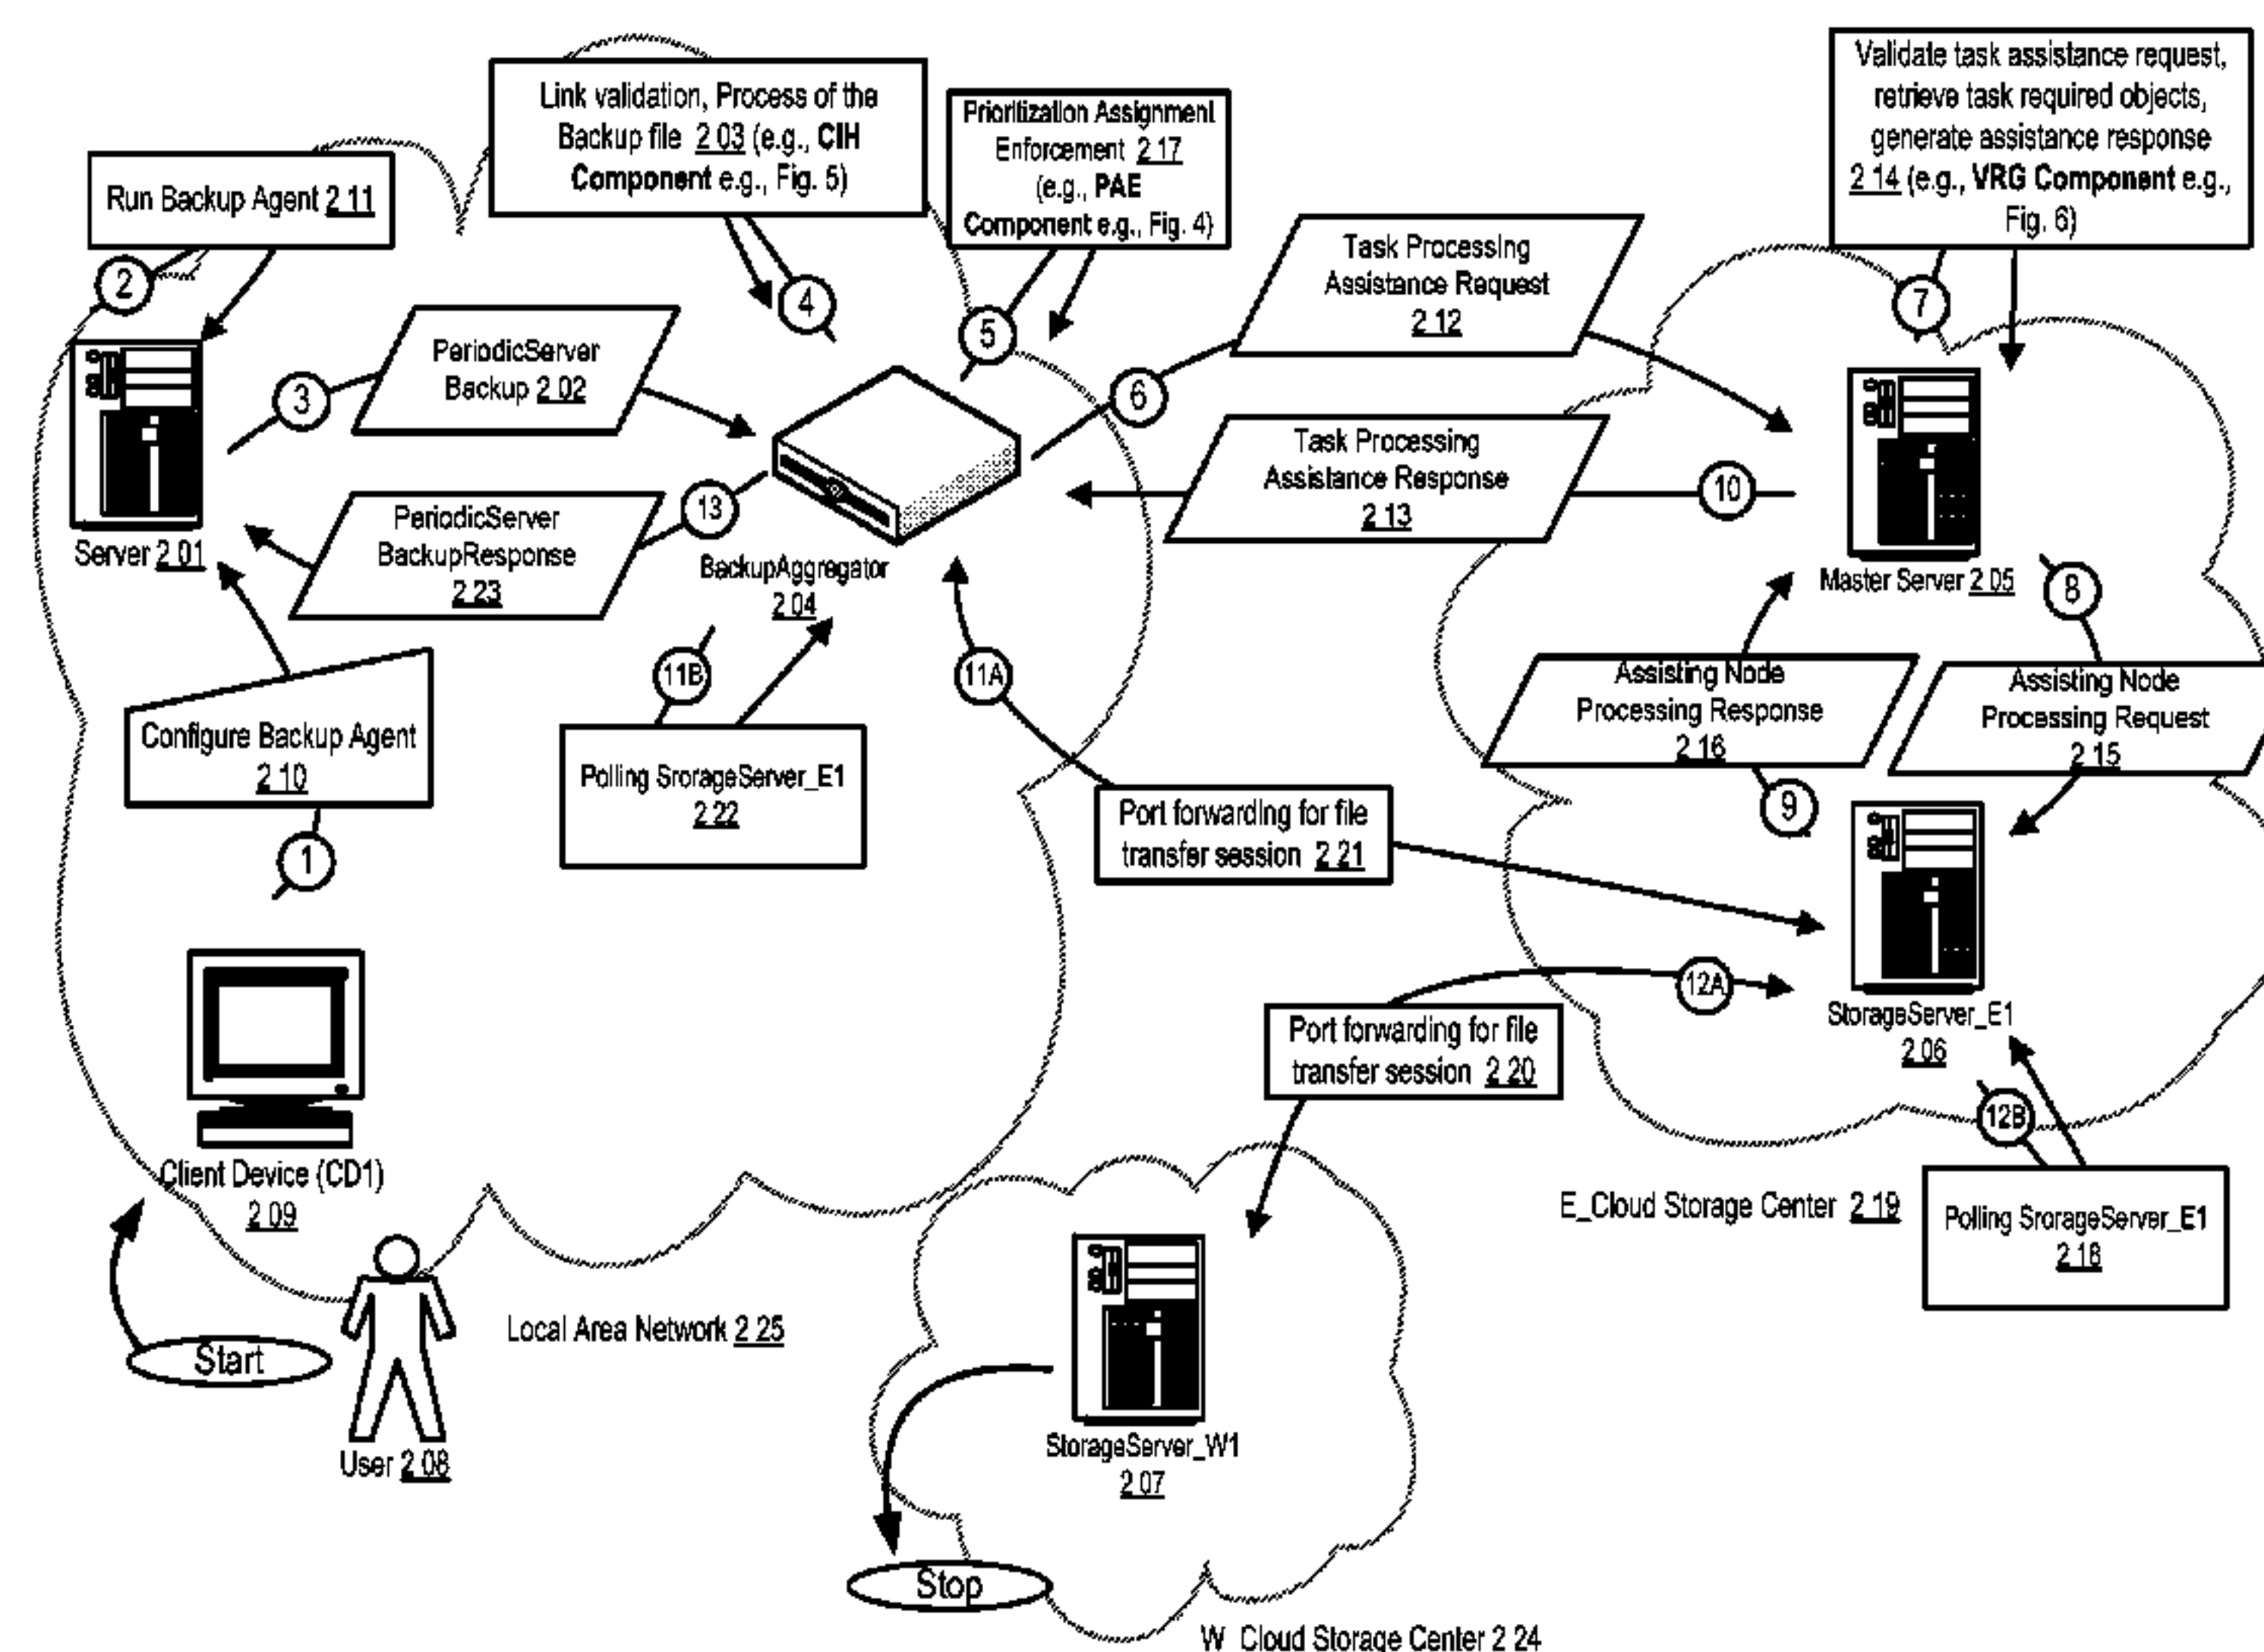 Link validation, Process of the
Backup file 2.03 (e.g., CIH
Component e.g., Fig. 5)
Prioritization Assignment
Enforcement 2.17
(e.g., PAE
Component e.g., Fig. 4)
Validate task assistance request,
retrieve task required objects,
generate assistance response
2.14 (e.g., VRG Component e.g.,
Fig. 6)
Run Backup Agent 2.11
2
4
5
7
Task Processing
Assistance Request
2.12
PeriodicServer
Backup 2.02
3
6
Task Processing
Assistance Response
2.13
10
PeriodicServer
BackupResponse
2.23
13
Server 2.01
BackupAggregator
2.04
Master Server 2.05
8
11B
11A
Assisting Node
Processing Response
2.16
Assisting Node
Processing Request
2.15
Configure Backup Agent
2.10
Polling SrorageServer_E1
2.22
Port forwarding for file
transfer session 2.21
9
1
12A
StorageServer_E1
2.06
Port forwarding for file
transfer session 2.20
12B
Client Device (CD1)
2.09
E_Cloud Storage Center 2.19
Polling SrorageServer_E1
2.18
Local Area Network 2.25
Start
User 2.08
StorageServer_W1
2.07
Stop
W_Cloud Storage Center 2.24